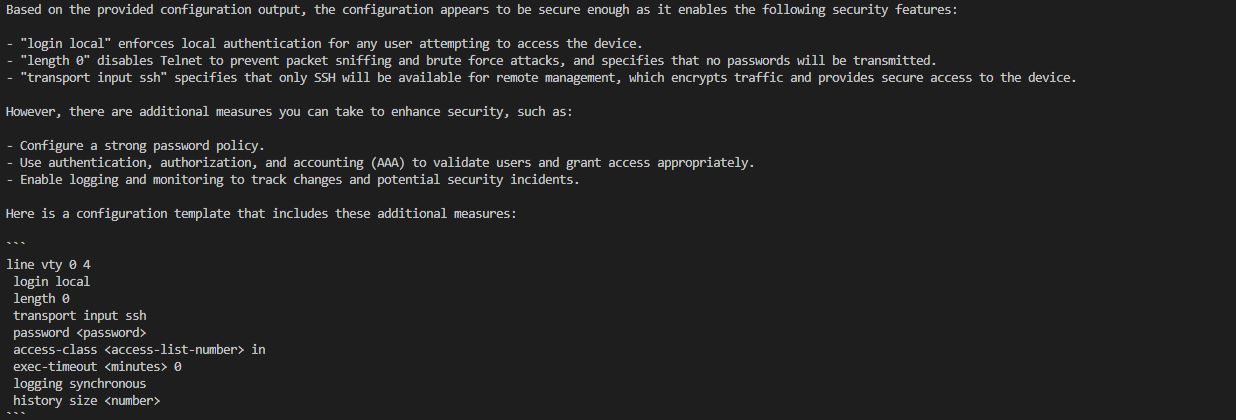 Based on the provided configuration output, the configuration appears to be secure enough as it enables the following security features:
- "login local" enforces local authentication for any user attempting to access the device.
- "length 0" disables Telnet to prevent packet sniffing and brute force attacks, and specifies that no passwords will be transmitted.
- "transport input ssh" specifies that only SSH will be available for remote management, which encrypts traffic and provides secure access to the device.
However, there are additional measures you can take to enhance security, such as:
- Configure a strong password policy.
- Use authentication, authorization, and accounting (AAA) to validate users and grant access appropriately.
- Enable logging and monitoring to track changes and potential security incidents.
Here is a configuration template that includes these additional measures:
```
line vty 0 4
 login local
 length 0
 transport input ssh
 password <password>
 access-class <access-list-number> in
 exec-timeout <minutes> 0
 logging synchronous
 history size <number>
```